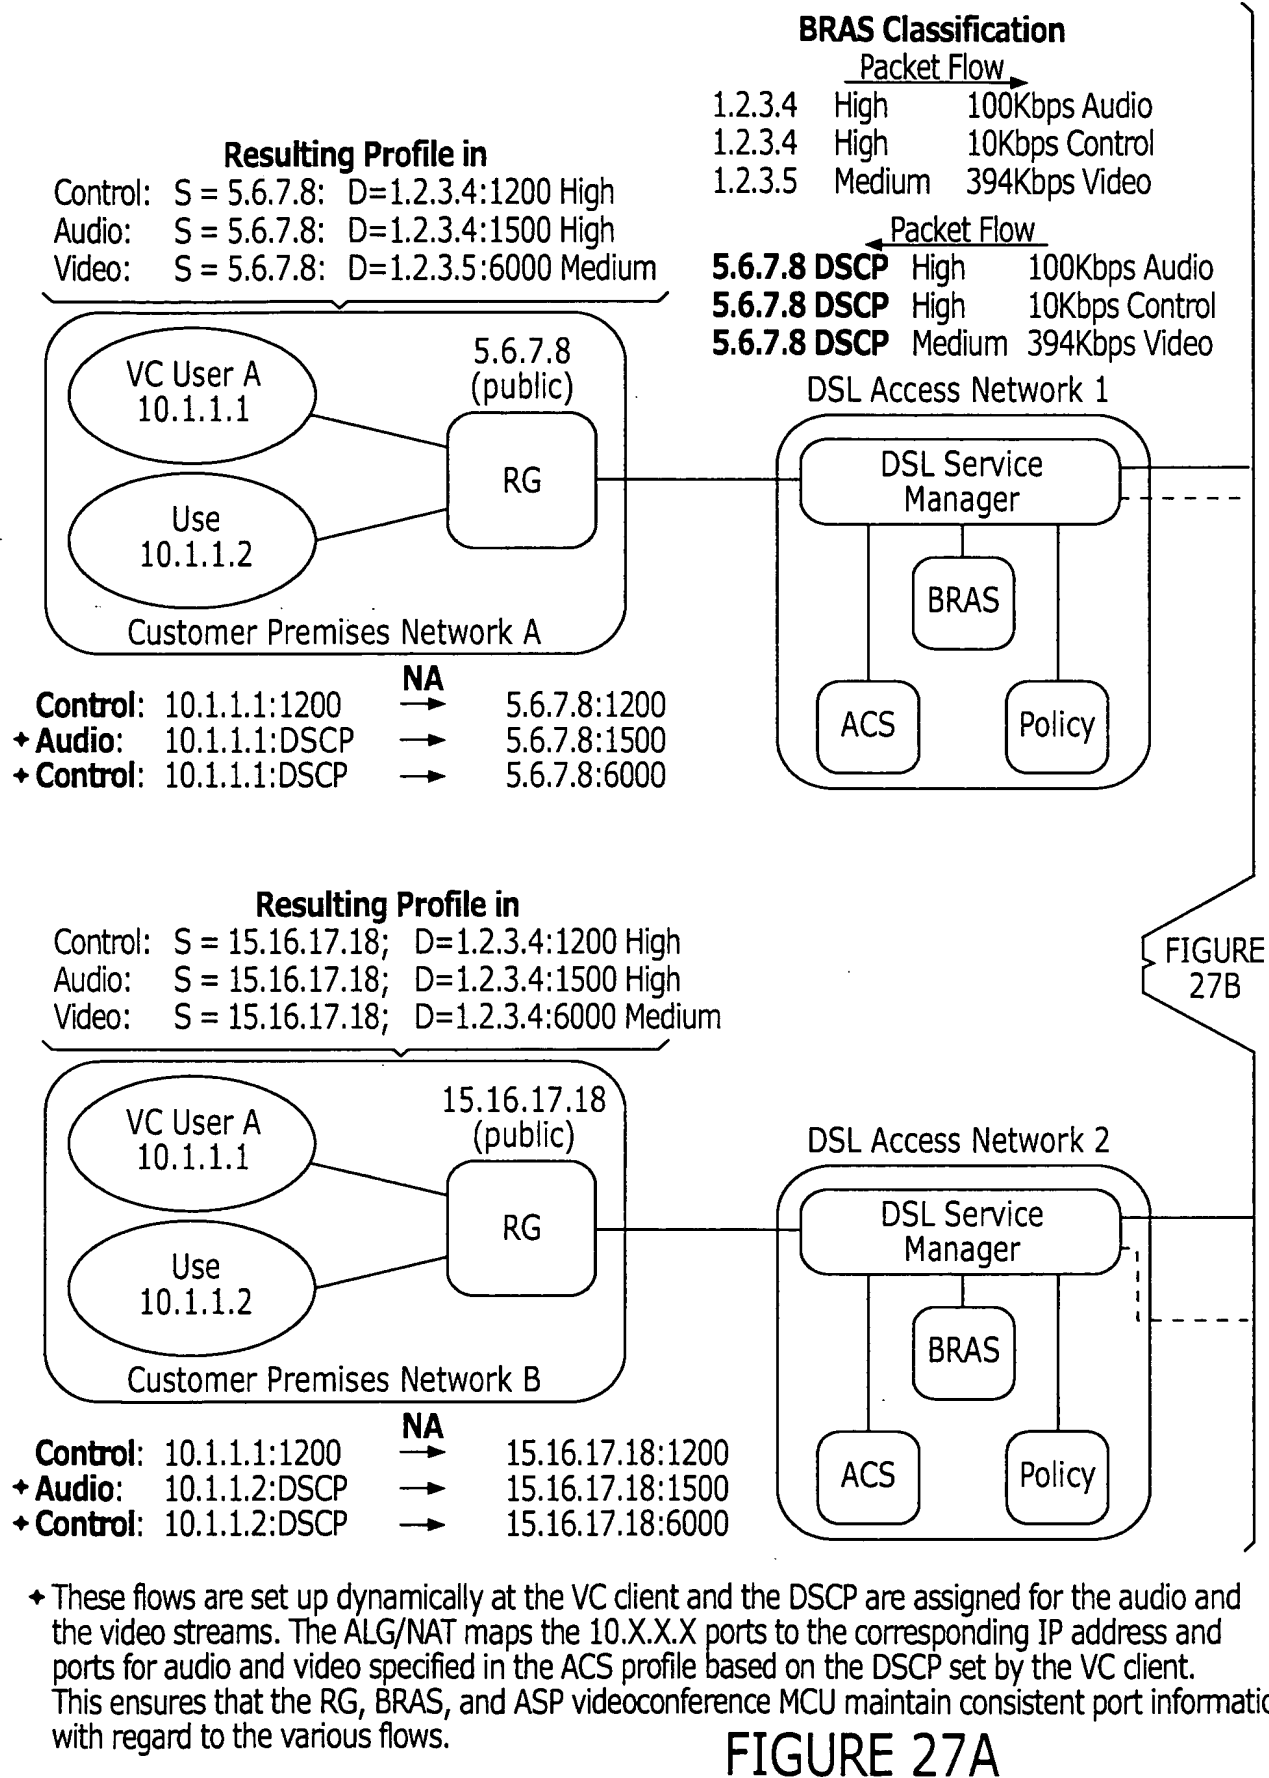 BRAS Classification
Packet Flow
1.2.3.4 High 100Kbps Audio
1.2.3.4 High 10Kbps Control
1.2.3.5 Medium 394Kbps Video
Packet Flow
5.6.7.8 DSCP High 100Kbps Audio
5.6.7.8 DSCP High 10Kbps Control
5.6.7.8 DSCP Medium 394Kbps Video
Resulting Profile in
Control: S = 5.6.7.8: D=1.2.3.4:1200 High
Audio: S = 5.6.7.8: D=1.2.3.4:1500 High
Video: S = 5.6.7.8: D=1.2.3.5:6000 Medium
VC User A
10.1.1.1
Use
10.1.1.2
5.6.7.8
(public)
RG
Customer Premises Network A
DSL Access Network 1
DSL Service
Manager
BRAS
ACS
Policy
NA
Control: 10.1.1.1:1200 → 5.6.7.8:1200
+ Audio: 10.1.1.1:DSCP → 5.6.7.8:1500
+ Control: 10.1.1.1:DSCP → 5.6.7.8:6000
FIGURE
27B
Resulting Profile in
Control: S = 15.16.17.18; D=1.2.3.4:1200 High
Audio: S = 15.16.17.18; D=1.2.3.4:1500 High
Video: S = 15.16.17.18; D=1.2.3.4:6000 Medium
VC User A
10.1.1.1
Use
10.1.1.2
15.16.17.18
(public)
RG
Customer Premises Network B
DSL Access Network 2
DSL Service
Manager
BRAS
ACS
Policy
NA
Control: 10.1.1.1:1200 → 15.16.17.18:1200
+ Audio: 10.1.1.2:DSCP → 15.16.17.18:1500
+ Control: 10.1.1.2:DSCP → 15.16.17.18:6000
+ These flows are set up dynamically at the VC client and the DSCP are assigned for the audio and
the video streams. The ALG/NAT maps the 10.X.X.X ports to the corresponding IP address and
ports for audio and video specified in the ACS profile based on the DSCP set by the VC client.
This ensures that the RG, BRAS, and ASP videoconference MCU maintain consistent port informatio
with regard to the various flows.
FIGURE 27A